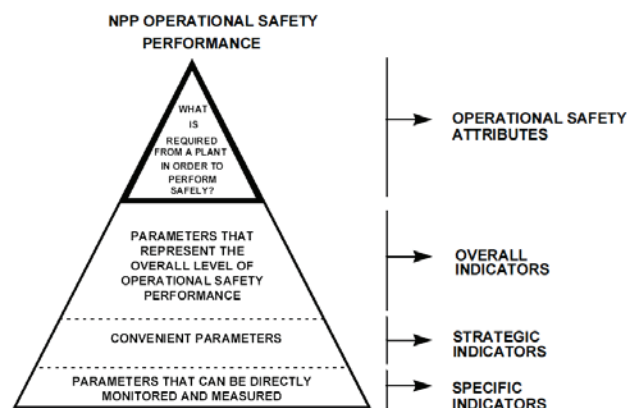 NPP OPERATIONAL SAFETY
PERFORMANCE
WHAT
IS
REQUIRED
FROM A PLANT
IN ORDER TO
PERFORM
SAFELY?
OPERATIONAL SAFETY
ATTRIBUTES
PARAMETERS THAT
REPRESENT THE
OVERALL LEVEL OF
OPERATIONAL SAFETY
PERFORMANCE
OVERALL
INDICATORS
CONVENIENT PARAMETERS
STRATEGIC
INDICATORS
PARAMETERS THAT CAN BE DIRECTLY
MONITORED AND MEASURED
SPECIFIC
INDICATORS